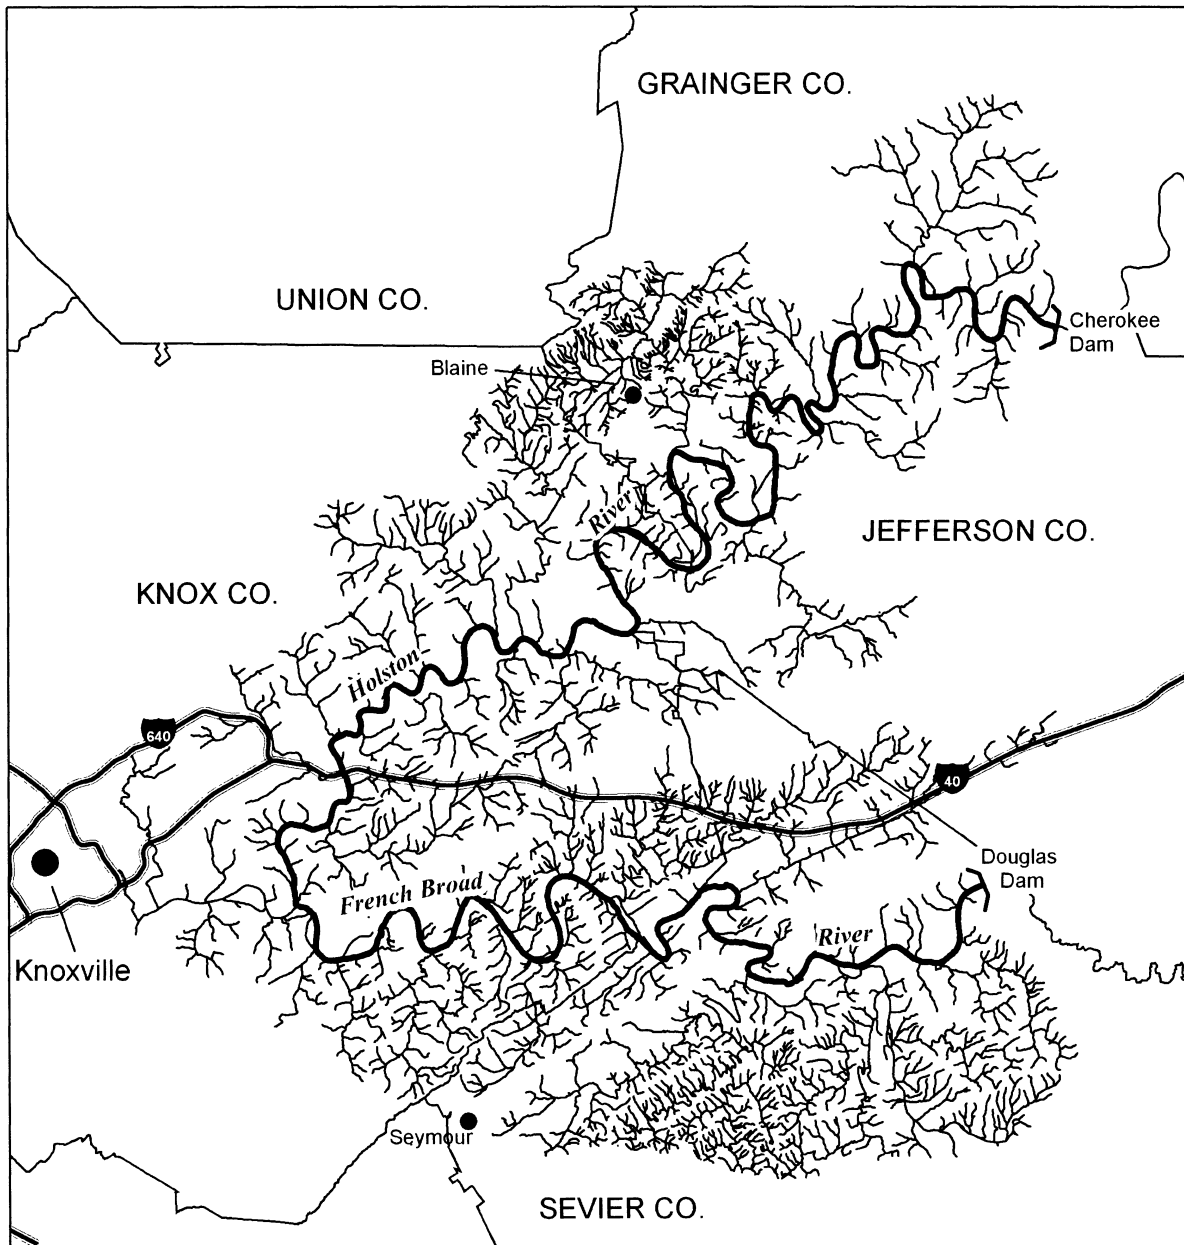 GRAINGER CO.
UNION CO.
Cherokee
Dam
Blaine
River
JEFFERSON CO.
KNOX CO.
Holston
640
40
Douglas
Dam
French Broad
River
Knoxville
Seymour
SEVIER CO.